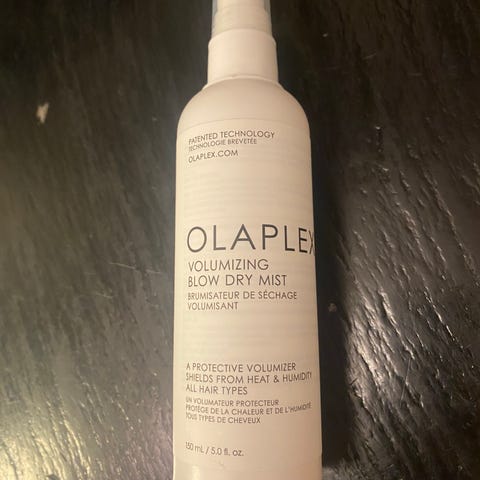 PATENTED TECHNOLOGY
TECHNOLOGIE BREVETÉE
OLAPLEX.COM
OLAPLEX
VOLUMIZING
BLOW DRY MIST
BRUMISATEUR DE SÉCHAGE
VOLUMISANT
A PROTECTIVE VOLUMIZER
SHIELDS FROM HEAT & HUMIDITY
ALL HAIR TYPES
UN VOLUMATEUR PROTECTEUR
PROTÈGE DE LA CHALEUR ET DE L'HUMIDITÉ
TOUS TYPES DE CHEVEUX
150 mL / 5.0 fl. oz.